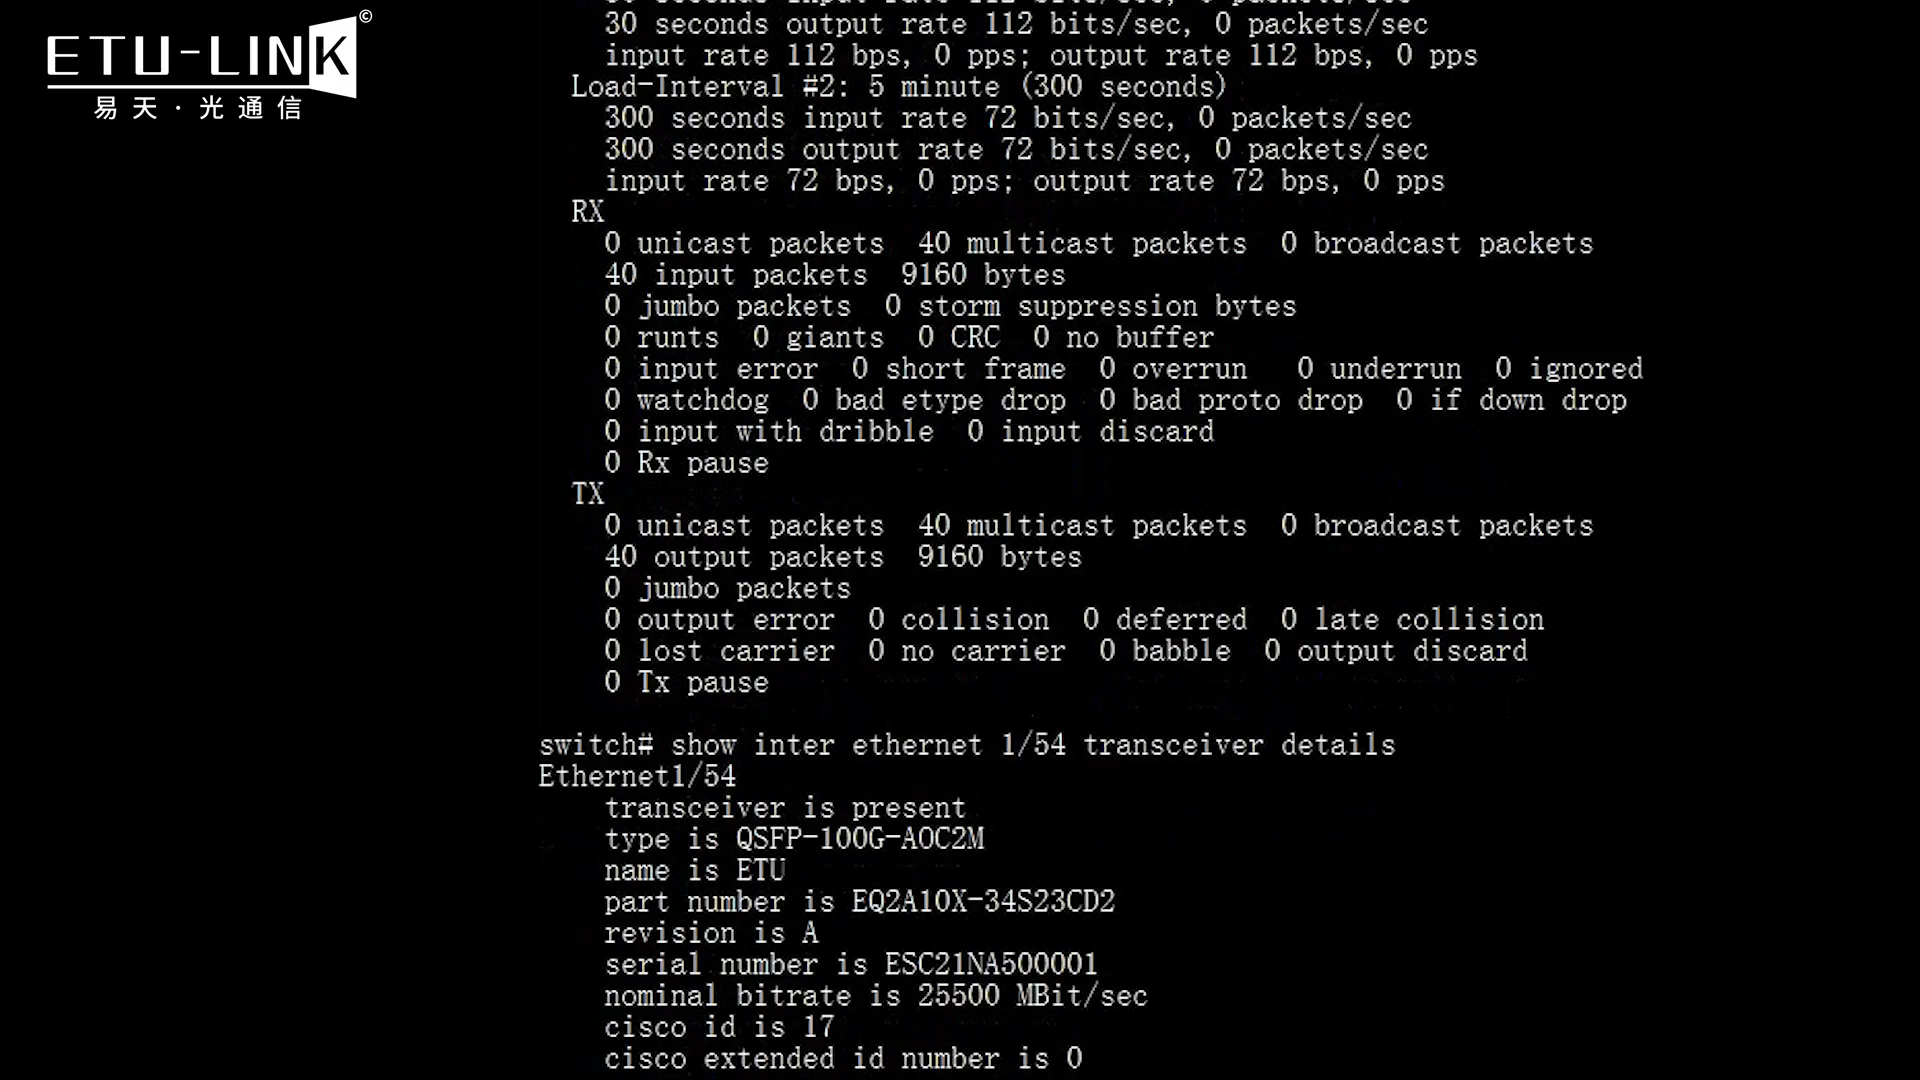 ETU-LINK©
易天·光通信
30 seconds output rate 112 bits/sec, 0 packets/sec
input rate 112 bps, 0 pps; output rate 112 bps, 0 pps
Load-Interval #2: 5 minute (300 seconds)
300 seconds input rate 72 bits/sec, 0 packets/sec
300 seconds output rate 72 bits/sec, 0 packets/sec
input rate 72 bps, 0 pps; output rate 72 bps, 0 pps
RX
0 unicast packets 40 multicast packets 0 broadcast packets
40 input packets 9160 bytes
0 jumbo packets 0 storm suppression bytes
0 runts 0 giants 0 CRC 0 no buffer
0 input error 0 short frame 0 overrun 0 underrun 0 ignored
0 watchdog 0 bad etype drop 0 bad proto drop 0 if down drop
0 input with dribble 0 input discard
0 Rx pause
TX
0 unicast packets 40 multicast packets 0 broadcast packets
40 output packets 9160 bytes
0 jumbo packets
0 output error 0 collision 0 deferred 0 late collision
0 lost carrier 0 no carrier 0 babble 0 output discard
0 Tx pause
switch# show inter ethernet 1/54 transceiver details
Ethernet1/54
transceiver is present
type is QSFP-100G-AOC2M
name is ETU
part number is EQ2A10X-34S23CD2
revision is A
serial number is ESC21NA500001
nominal bitrate is 25500 MBit/sec
cisco id is 17
cisco extended id number is 0